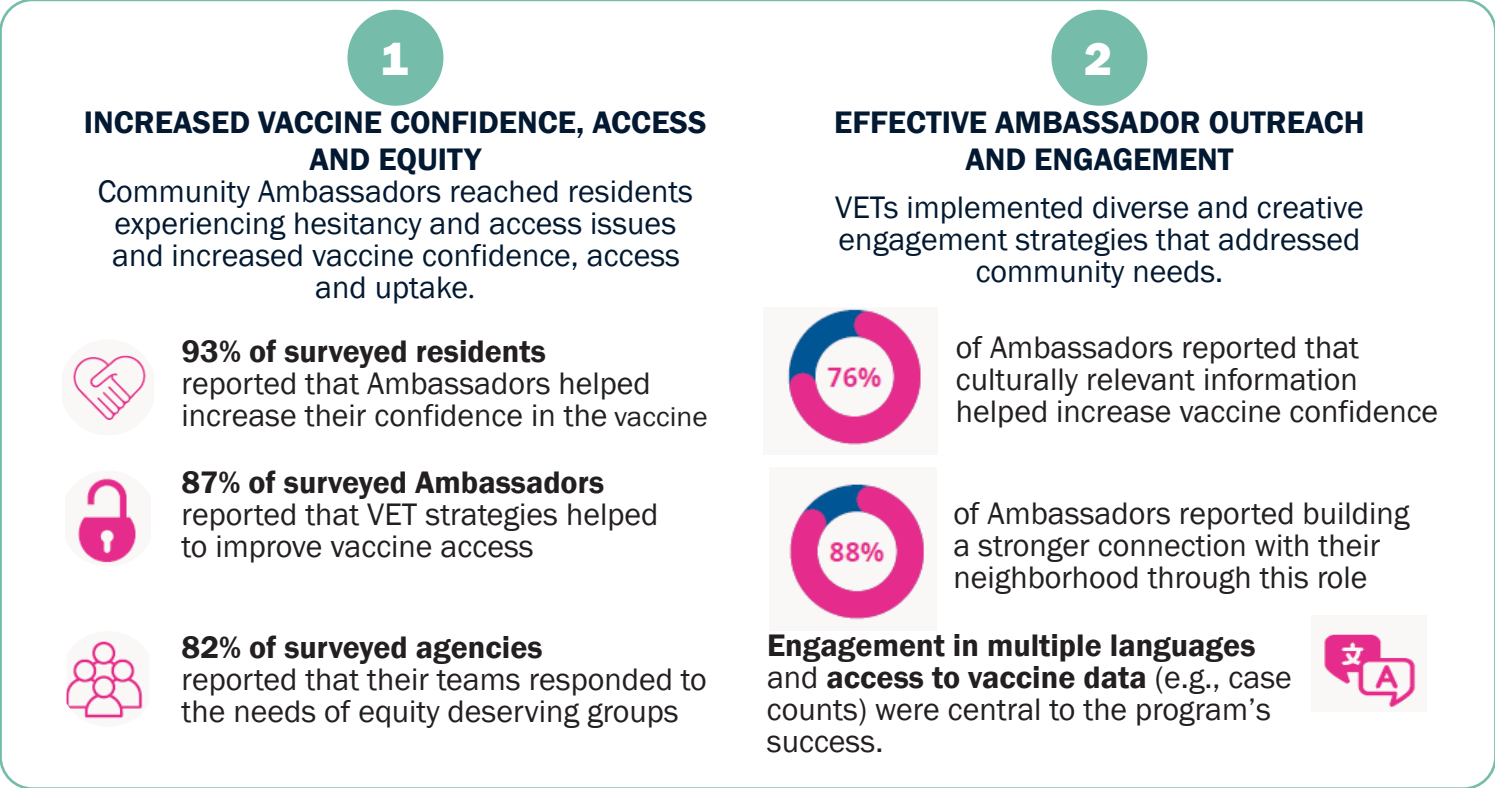 1
INCREASED VACCINE CONFIDENCE, ACCESS
AND EQUITY
Community Ambassadors reached residents
experiencing hesitancy and access issues
and increased vaccine confidence, access
and uptake.
93% of surveyed residents
reported that Ambassadors helped
increase their confidence in the vaccine
87% of surveyed Ambassadors
reported that VET strategies helped
to improve vaccine access
82% of surveyed agencies
reported that their teams responded to
the needs of equity deserving groups
2
EFFECTIVE AMBASSADOR OUTREACH
AND ENGAGEMENT
VETs implemented diverse and creative
engagement strategies that addressed
community needs.
76%
of Ambassadors reported that
culturally relevant information
helped increase vaccine confidence
88%
of Ambassadors reported building
a stronger connection with their
neighborhood through this role
Engagement in multiple languages
and access to vaccine data (e.g., case
counts) were central to the program's
success.
文
A